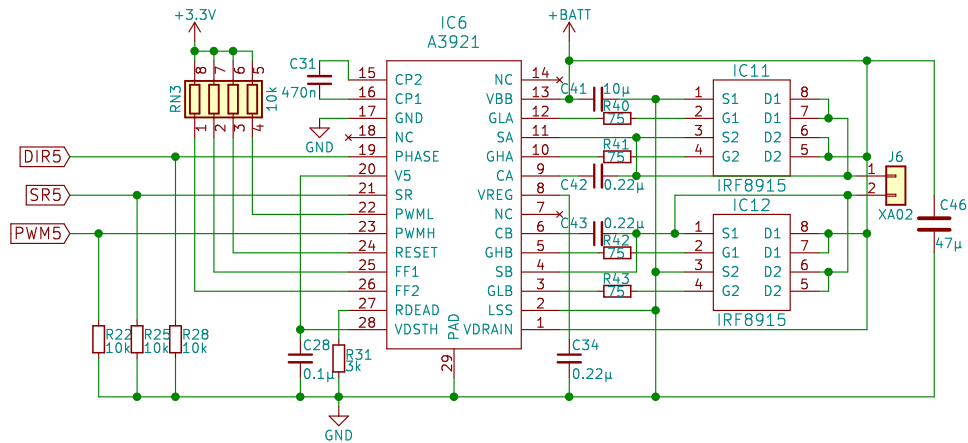 +3.3V
RN3
10k
8 7 6 5
1 2 3 4
C31
470n
GND
DIR5
SR5
PWM5
R22
10k
R25
10k
R28
10k
C28
0.1µ
R31
3k
GND
IC6
A3921
15 CP2
16 CP1
17 GND
18 NC
19 PHASE
20 V5
21 SR
22 PWML
23 PWMH
24 RESET
25 FF1
26 FF2
27 RDEAD
28 VDSTH
PAD
29
NC 14
VBB 13
GLA 12
SA 11
GHA 10
CA 9
VREG 8
NC 7
CB 6
GHB 5
SB 4
GLB 3
LSS 2
VDRAIN 1
+BATT
C41 10µ
R40
75
R41
75
C42 0.22µ
C43 0.22µ
R42
75
R43
75
C34
0.22µ
IC11
1 S1 D1 8
2 G1 D1 7
3 S2 D2 6
4 G2 D2 5
IRF8915
IC12
1 S1 D1 8
2 G1 D1 7
3 S2 D2 6
4 G2 D2 5
IRF8915
J6
1
2
XA02
C46
47µ